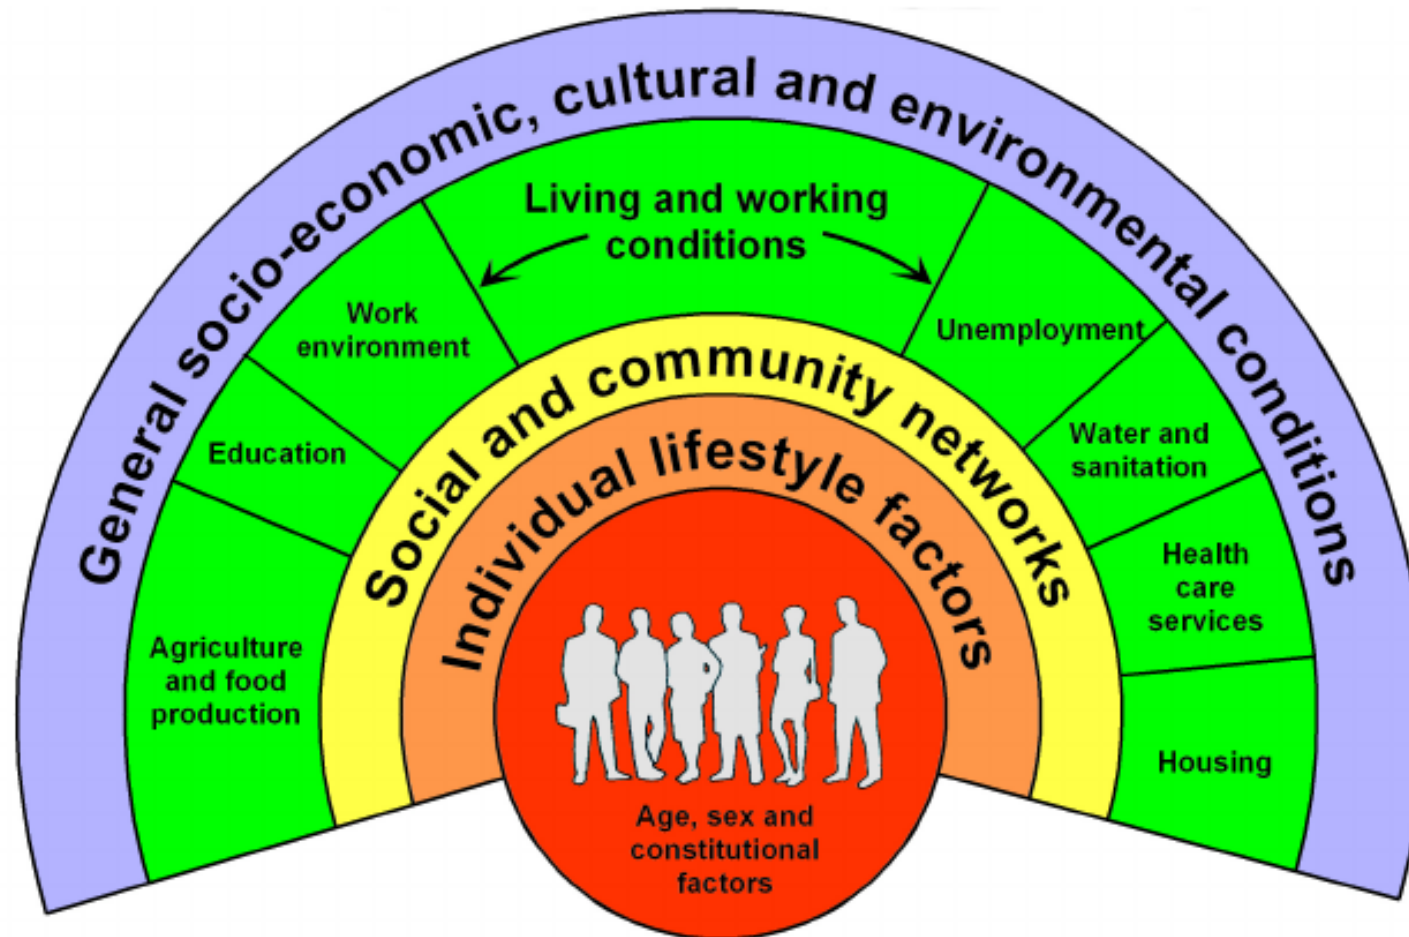 General socio-economic, cultural and environmental conditions
Living and working
conditions
Work
environment
Unemployment
Education
Water and
sanitation
Agriculture
and food
production
Health
care
services
Housing
Social and community networks
Individual lifestyle factors
Age, sex and
constitutional
factors